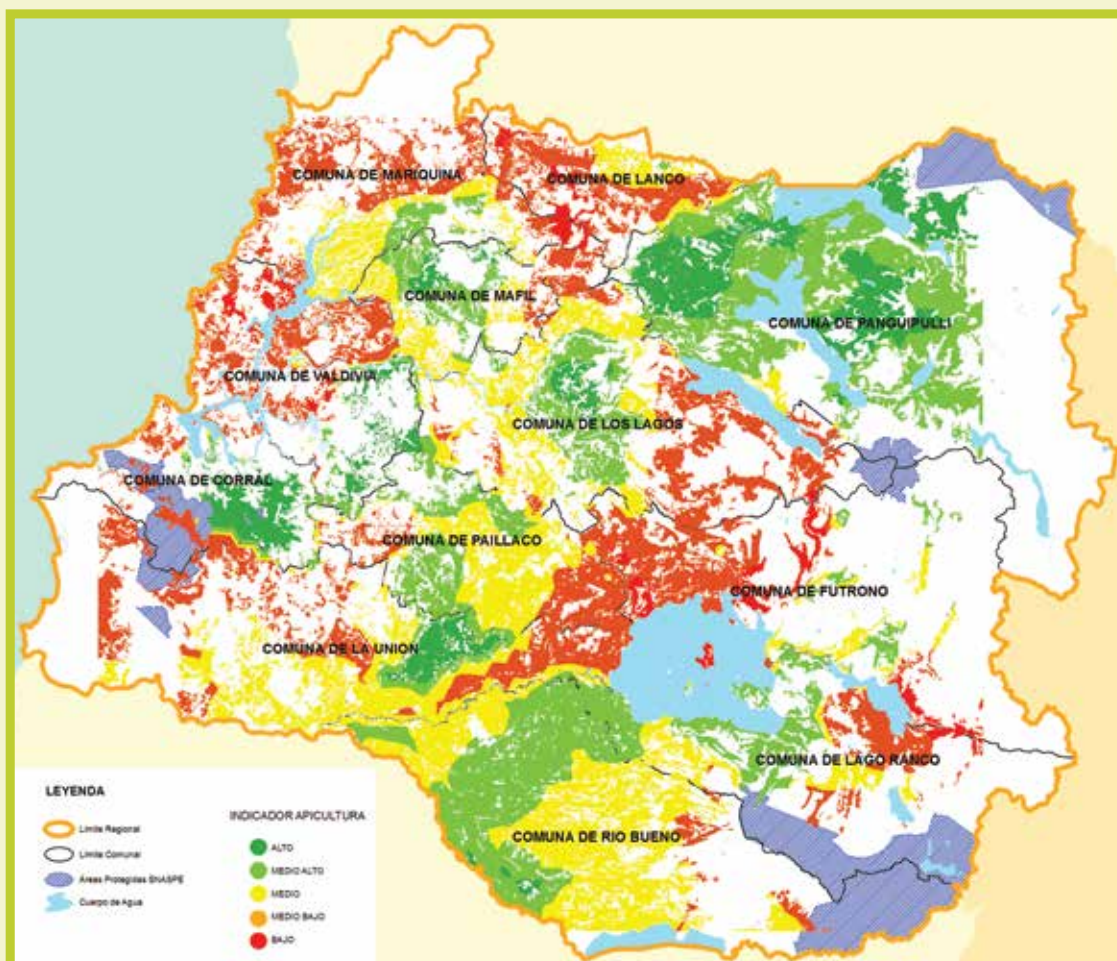 COMUNA DE MARIQUINA
COMUNA DE LANCO
COMUNA DE MAFIL
COMUNA DE PANGUIPULLI
COMUNA DE VALDIVIA
COMUNA DE LOS LAGOS
COMUNA DE CORRAL
COMUNA DE PAILLACO
COMUNA DE FUTRONO
COMUNA DE LA UNION
COMUNA DE LAGO RANCO
COMUNA DE RIO BUENO
LEYENDA
Límite Regional
Límite Comunal
Áreas Protegidas SNASPE
Cuerpo de Agua
INDICADOR APICULTURA
ALTO
MEDIO ALTO
MEDIO
MEDIO BAJO
BAJO